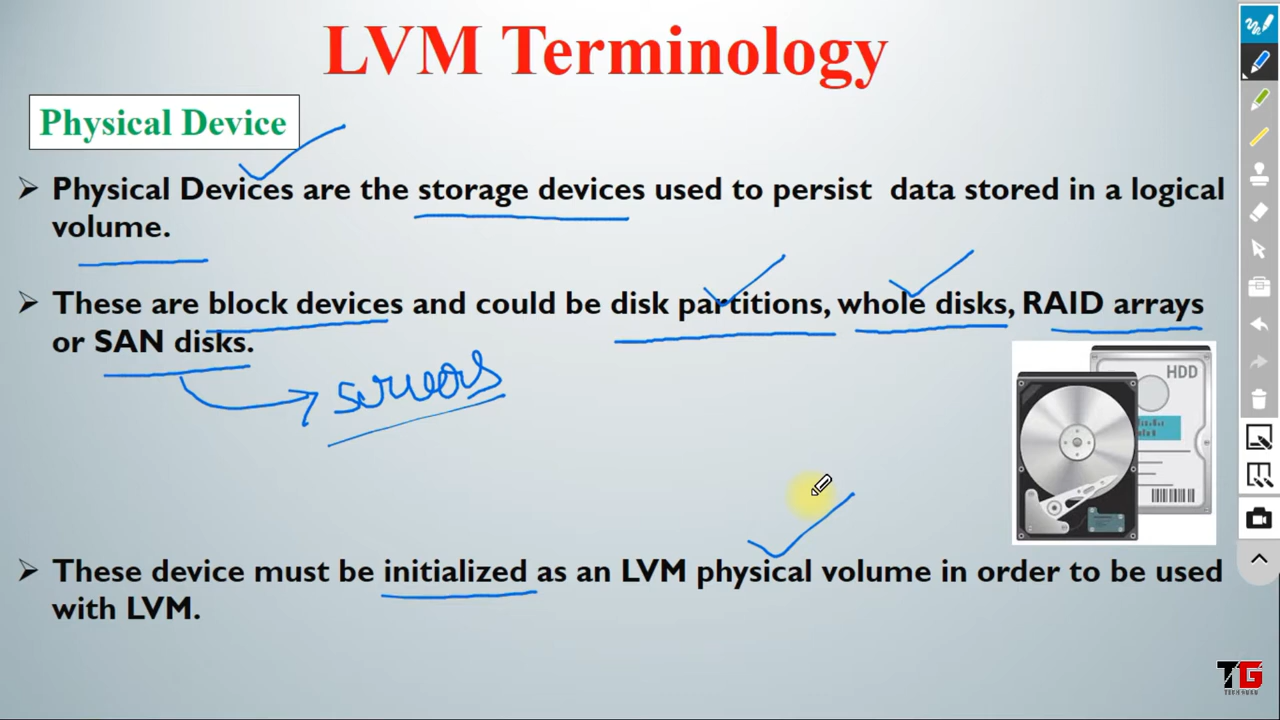 LVM Terminology
Physical Device
➢ Physical Devices are the storage devices used to persist data stored in a logical
volume.
➢ These are block devices and could be disk partitions, whole disks, RAID arrays
or SAN disks.
servers
HDD
➢ These device must be initialized as an LVM physical volume in order to be used
with LVM.
TG
TECH GURU